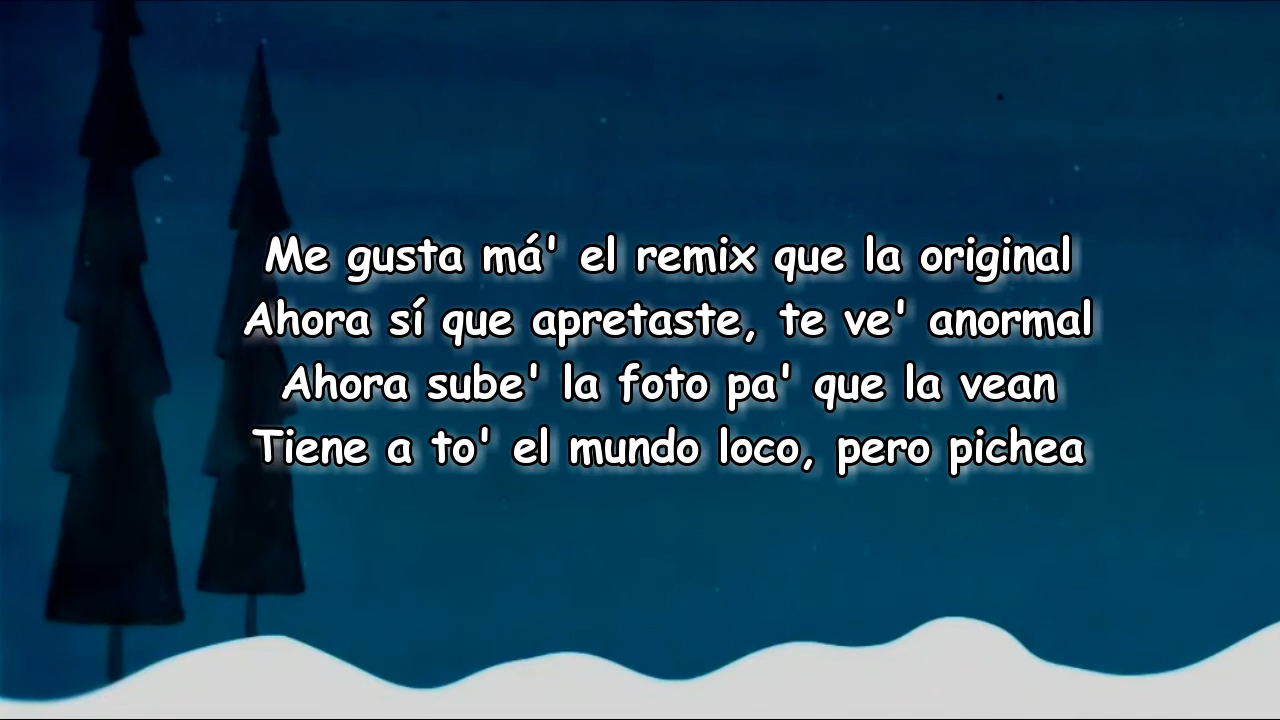 Me gusta má' el remix que la original
Ahora sí que apretaste, te ve' anormal
Ahora sube' la foto pa' que la vean
Tiene a to' el mundo loco, pero pichea